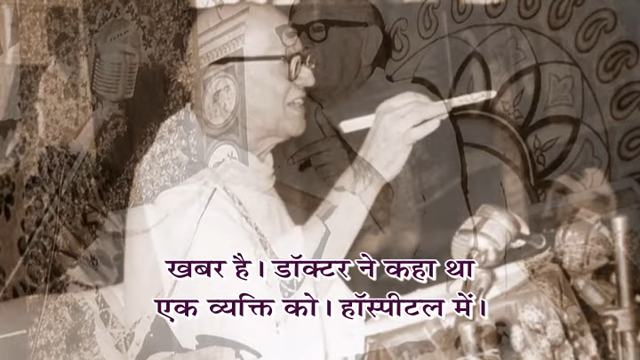 खबर है। डॉक्टर ने कहा था
एक व्यक्ति को। हॉस्पीटल में।